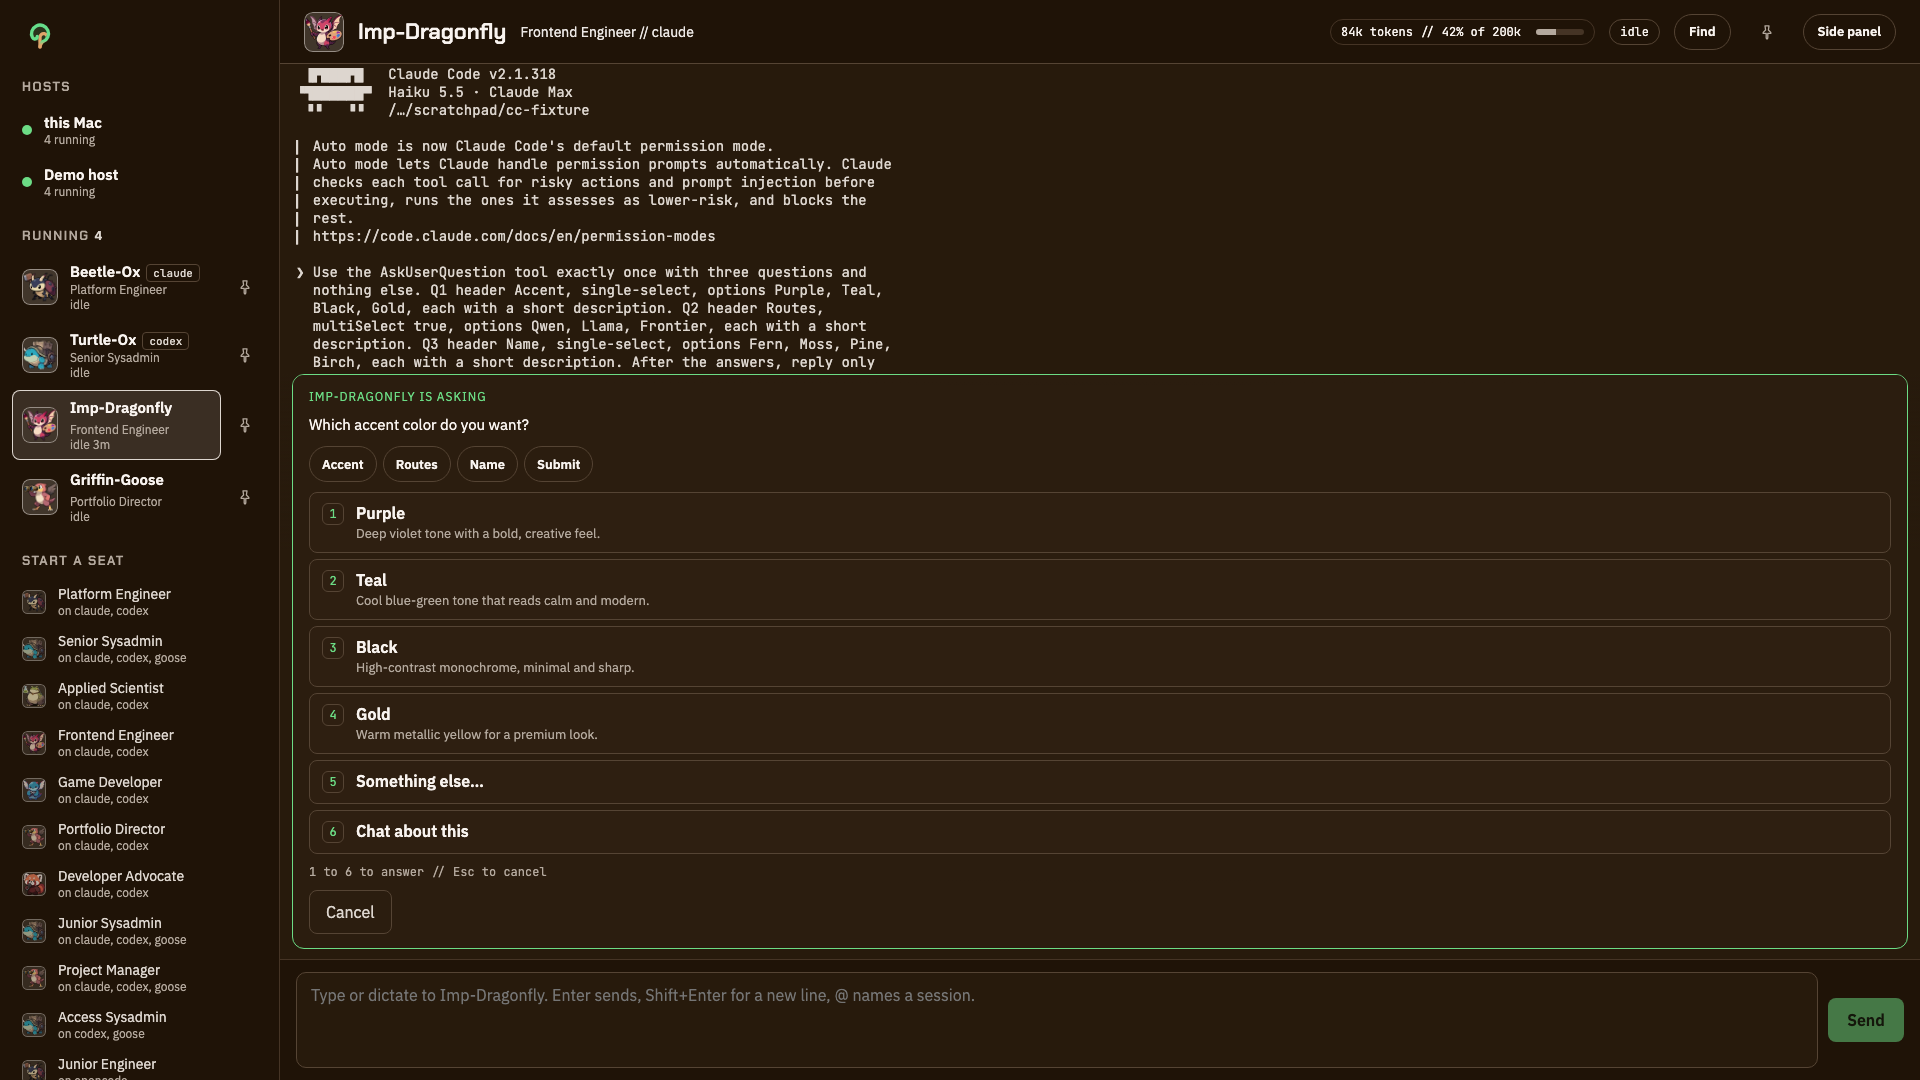 HOSTS
this Mac
4 running
Demo host
4 running
RUNNING 4
Beetle-Ox claude
Platform Engineer
idle
Turtle-Ox codex
Senior Sysadmin
idle
Imp-Dragonfly
Frontend Engineer
idle 3m
Griffin-Goose
Portfolio Director
idle
START A SEAT
Platform Engineer
on claude, codex
Senior Sysadmin
on claude, codex, goose
Applied Scientist
on claude, codex
Frontend Engineer
on claude, codex
Game Developer
on claude, codex
Portfolio Director
on claude, codex
Developer Advocate
on claude, codex
Junior Sysadmin
on claude, codex, goose
Project Manager
on claude, codex, goose
Access Sysadmin
on codex, goose
Junior Engineer
Imp-Dragonfly Frontend Engineer // claude
84k tokens // 42% of 200k
idle
Find
Side panel
Claude Code v2.1.318
Haiku 5.5 · Claude Max
/…/scratchpad/cc-fixture
| Auto mode is now Claude Code's default permission mode.
| Auto mode lets Claude handle permission prompts automatically. Claude
| checks each tool call for risky actions and prompt injection before
| executing, runs the ones it assesses as lower-risk, and blocks the
| rest.
| https://code.claude.com/docs/en/permission-modes
❯ Use the AskUserQuestion tool exactly once with three questions and
nothing else. Q1 header Accent, single-select, options Purple, Teal,
Black, Gold, each with a short description. Q2 header Routes,
multiSelect true, options Qwen, Llama, Frontier, each with a short
description. Q3 header Name, single-select, options Fern, Moss, Pine,
Birch, each with a short description. After the answers, reply only
IMP-DRAGONFLY IS ASKING
Which accent color do you want?
Accent
Routes
Name
Submit
1 Purple
Deep violet tone with a bold, creative feel.
2 Teal
Cool blue-green tone that reads calm and modern.
3 Black
High-contrast monochrome, minimal and sharp.
4 Gold
Warm metallic yellow for a premium look.
5 Something else…
6 Chat about this
1 to 6 to answer // Esc to cancel
Cancel
Type or dictate to Imp-Dragonfly. Enter sends, Shift+Enter for a new line, @ names a session.
Send